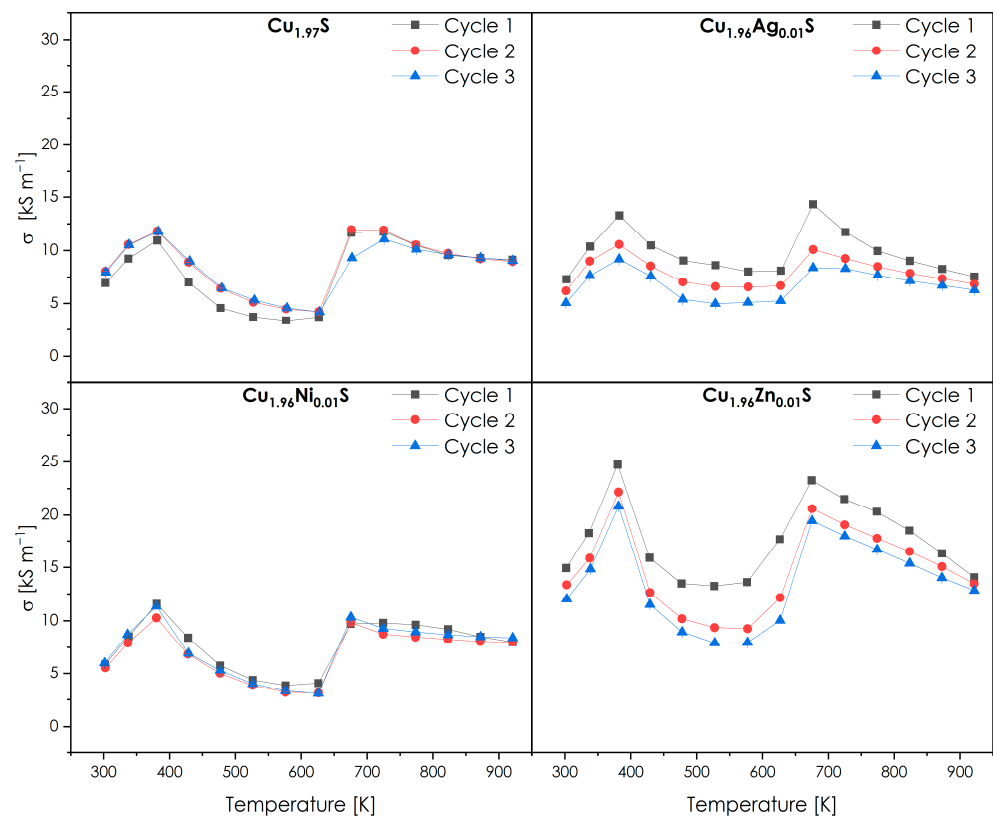 Cu1.97S
Cycle 1
Cycle 2
Cycle 3
Cu1.96Ag0.01S
Cycle 1
Cycle 2
Cycle 3
30
25
20
15
10
5
0
σ [kS m⁻¹]
Cu1.96Ni0.01S
Cycle 1
Cycle 2
Cycle 3
Cu1.96Zn0.01S
Cycle 1
Cycle 2
Cycle 3
30
25
20
15
10
5
0
σ [kS m⁻¹]
300 400 500 600 700 800 900
300 400 500 600 700 800 900
Temperature [K]
Temperature [K]